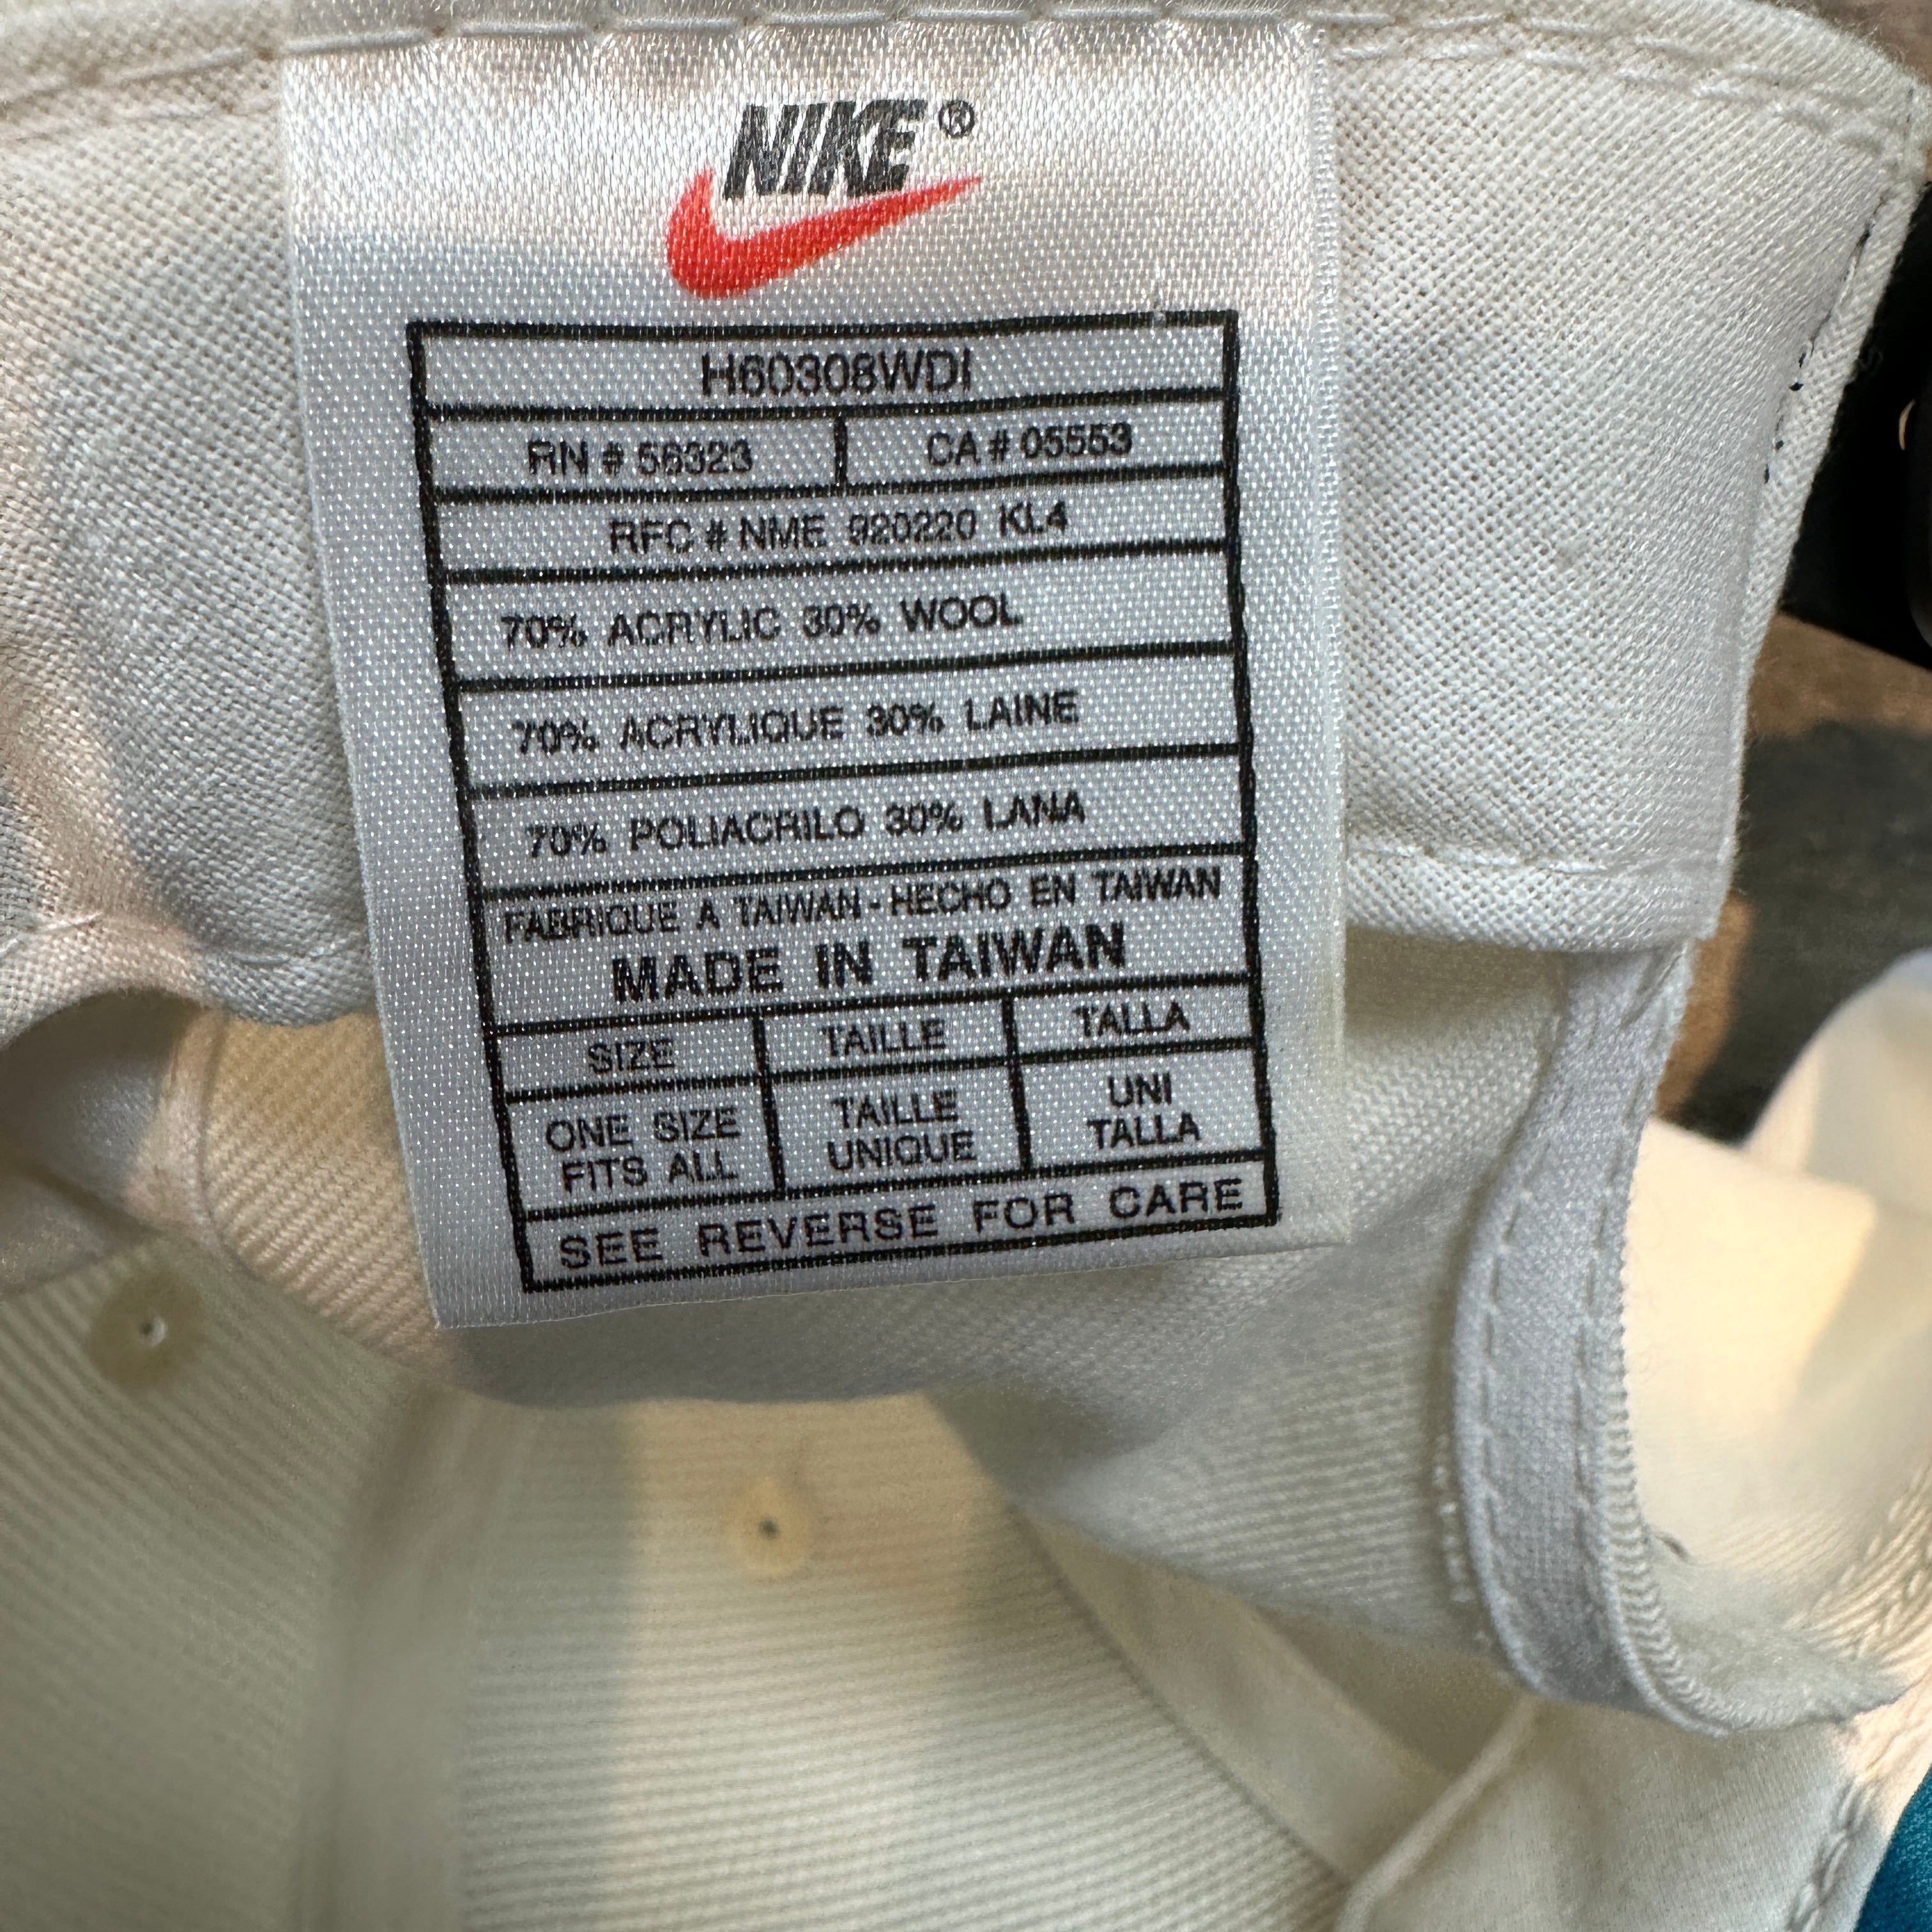 NIKE®
H60308WDI
RN # 56323 CA # 05553
RFC # NME 920220 KL4
70% ACRYLIC 30% WOOL
70% ACRYLIQUE 30% LAINE
70% POLIACRILO 30% LANA
FABRIQUE A TAIWAN - HECHO EN TAIWAN
MADE IN TAIWAN
SIZE TAILLE TALLA
ONE SIZE
FITS ALL
TAILLE
UNIQUE
UNI
TALLA
SEE REVERSE FOR CARE